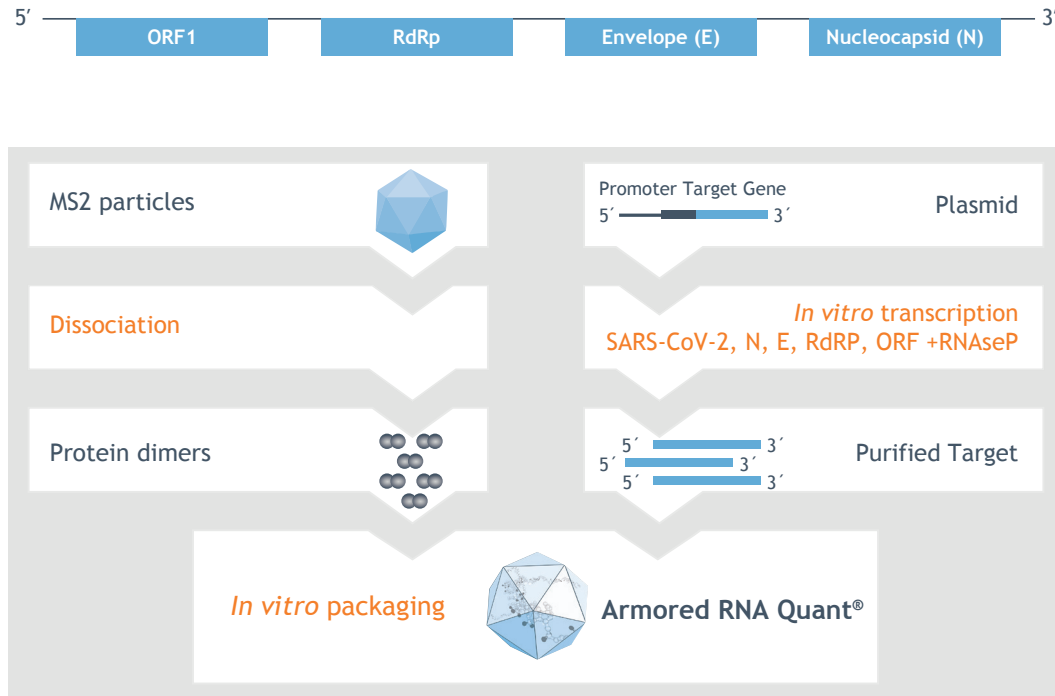 5′ 3′
ORF1 RdRp Envelope (E) Nucleocapsid (N)
MS2 particles
Promoter Target Gene
5´ 3´
Plasmid
Dissociation
In vitro transcription
SARS-CoV-2, N, E, RdRP, ORF +RNAseP
Protein dimers
5´ 3´
5´ 3´
5´ 3´
Purified Target
In vitro packaging
Armored RNA Quant®